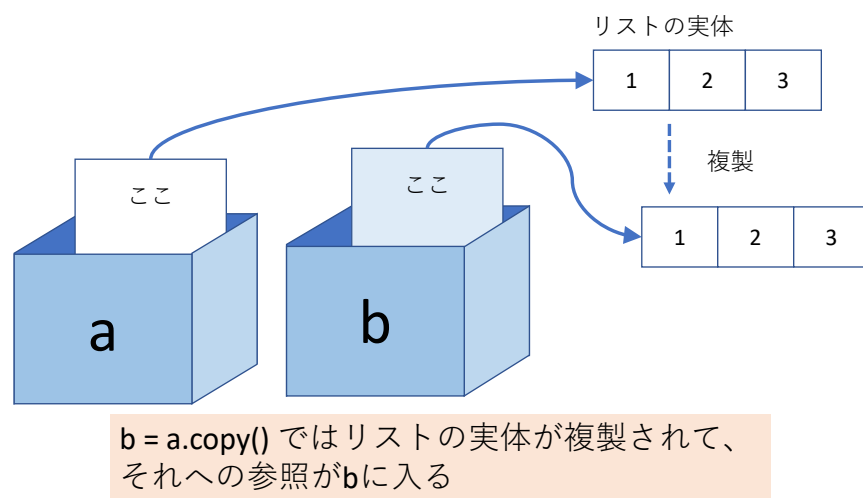 リストの実体
1 2 3
ここ
ここ
複製
1 2 3
a
b
b = a.copy() ではリストの実体が複製されて、
それへの参照がbに入る